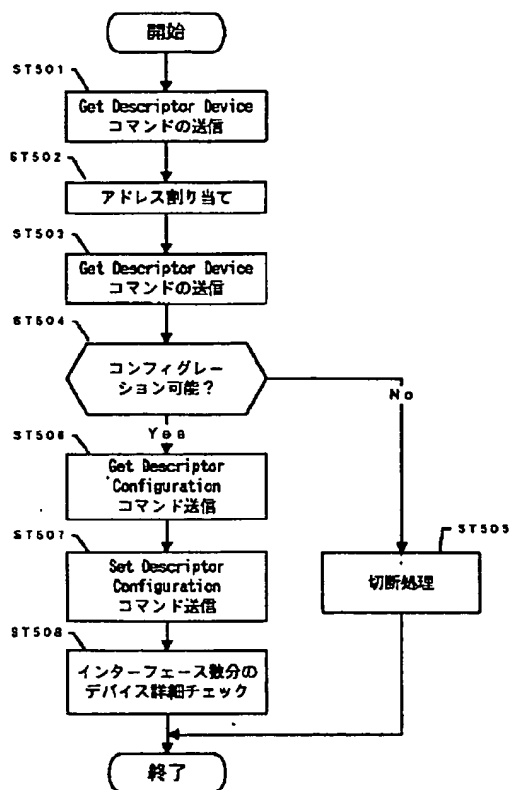 開始
ST501
Get Descriptor Device
コマンドの送信
ST502
アドレス割り当て
ST503
Get Descriptor Device
コマンドの送信
ST504
コンフィグレー
ション可能?
No
Yes
ST506
Get Descriptor
Configuration
コマンド送信
ST507
Set Descriptor
Configuration
コマンド送信
ST505
切断処理
ST508
インターフェース数分の
デバイス詳細チェック
終了